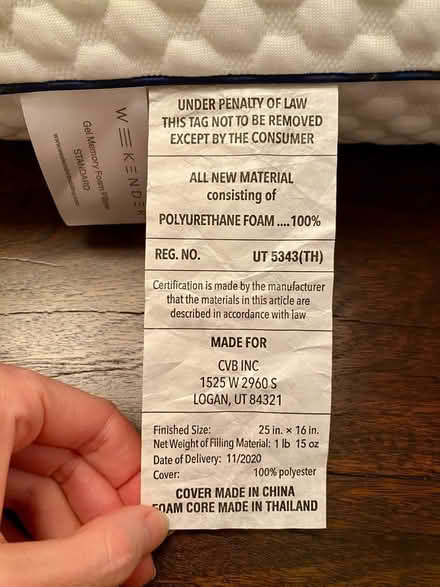 UNDER PENALTY OF LAW
THIS TAG NOT TO BE REMOVED
EXCEPT BY THE CONSUMER
ALL NEW MATERIAL
consisting of
POLYURETHANE FOAM ....100%
REG. NO. UT 5343(TH)
Certification is made by the manufacturer
that the materials in this article are
described in accordance with law
MADE FOR
CVB INC
1525 W 2960 S
LOGAN, UT 84321
Finished Size: 25 in. × 16 in.
Net Weight of Filling Material: 1 lb 15 oz
Date of Delivery: 11/2020
Cover: 100% polyester
COVER MADE IN CHINA
FOAM CORE MADE IN THAILAND
WEEKENDER
Gel Memory Foam Pillow
STANDARD